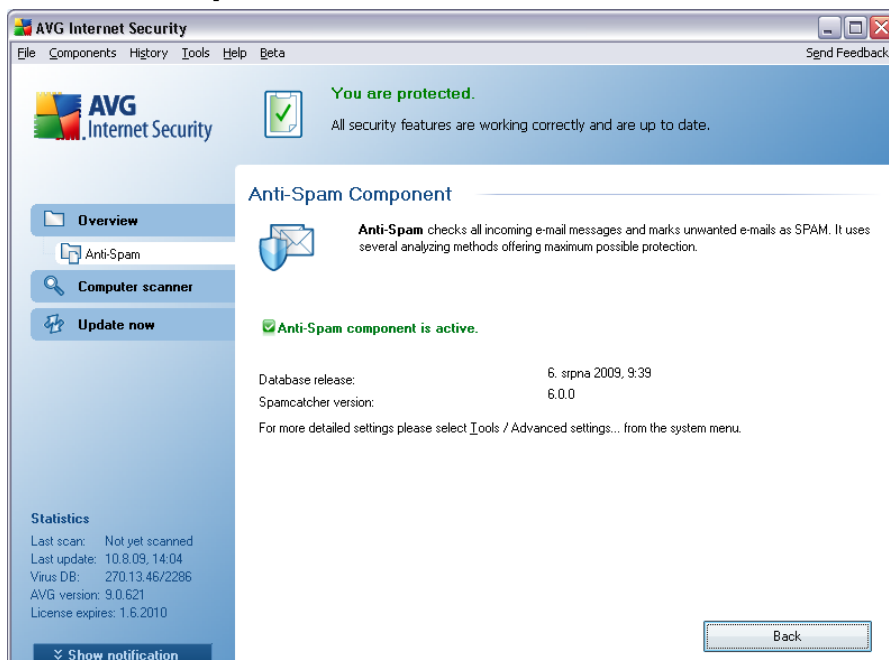 AVG Internet Security
File Components History Tools Help Beta Send Feedback
AVG
Internet Security
You are protected.
All security features are working correctly and are up to date.
Overview
Anti-Spam
Computer scanner
Update now
Anti-Spam Component
Anti-Spam checks all incoming e-mail messages and marks unwanted e-mails as SPAM. It uses
several analyzing methods offering maximum possible protection.
Anti-Spam component is active.
Database release: 6. srpna 2009, 9:39
Spamcatcher version: 6.0.0
For more detailed settings please select Tools / Advanced settings... from the system menu.
Statistics
Last scan: Not yet scanned
Last update: 10.8.09, 14:04
Virus DB: 270.13.46/2286
AVG version: 9.0.621
License expires: 1.6.2010
Show notification
Back